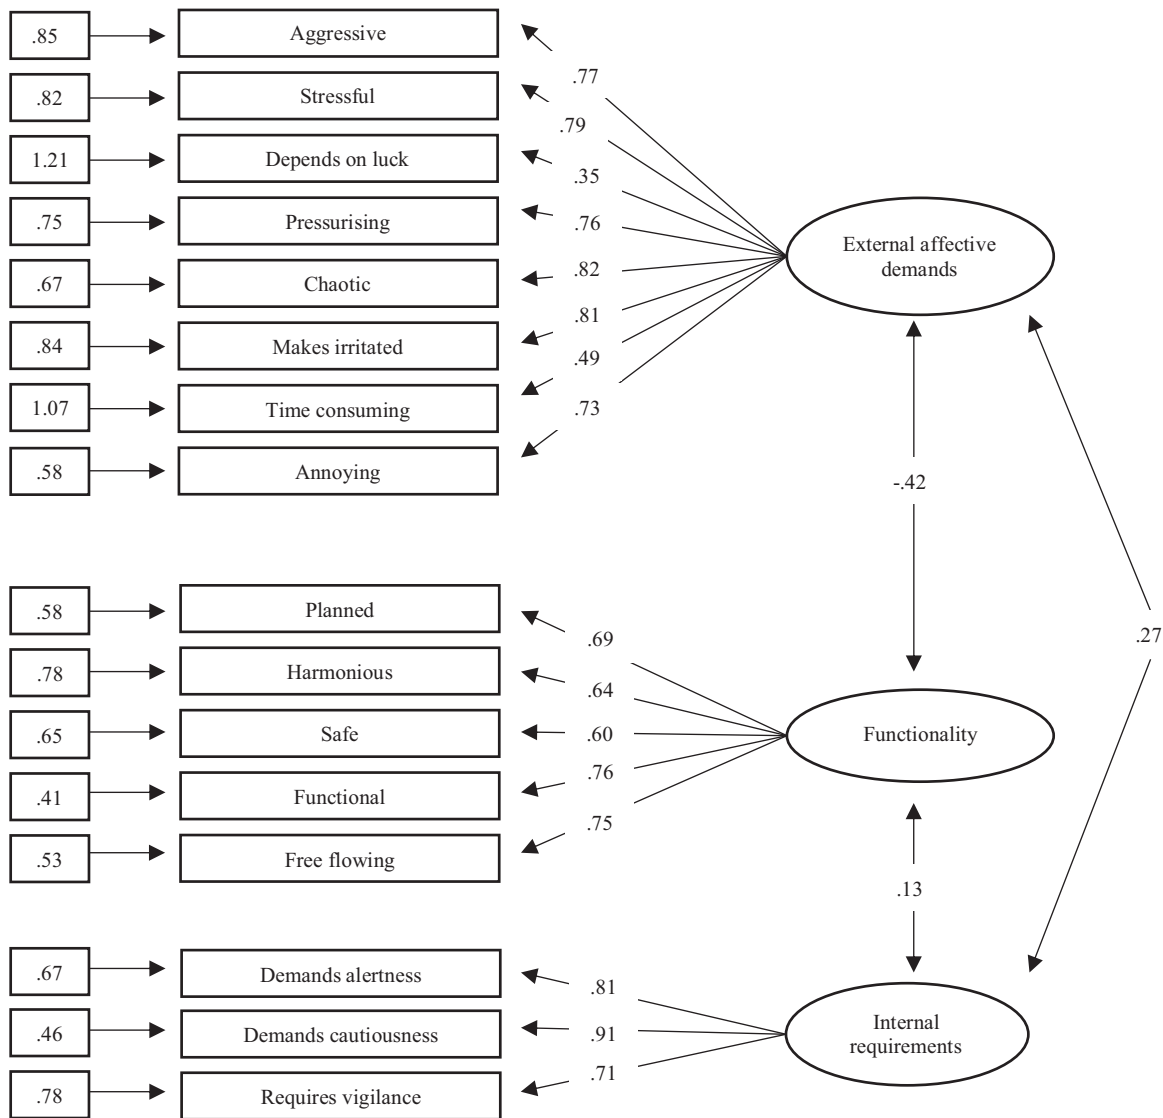 .85
Aggressive
.77
.82
Stressful
.79
1.21
Depends on luck
.35
.75
Pressurising
.76
External affective
demands
.67
Chaotic
.82
.84
Makes irritated
.81
1.07
Time consuming
.49
.58
Annoying
.73
-.42
.58
Planned
.69
.27
.78
Harmonious
.64
.65
Safe
.60
Functionality
.41
Functional
.76
.53
Free flowing
.75
.13
.67
Demands alertness
.81
.46
Demands cautiousness
.91
Internal
requirements
.78
Requires vigilance
.71